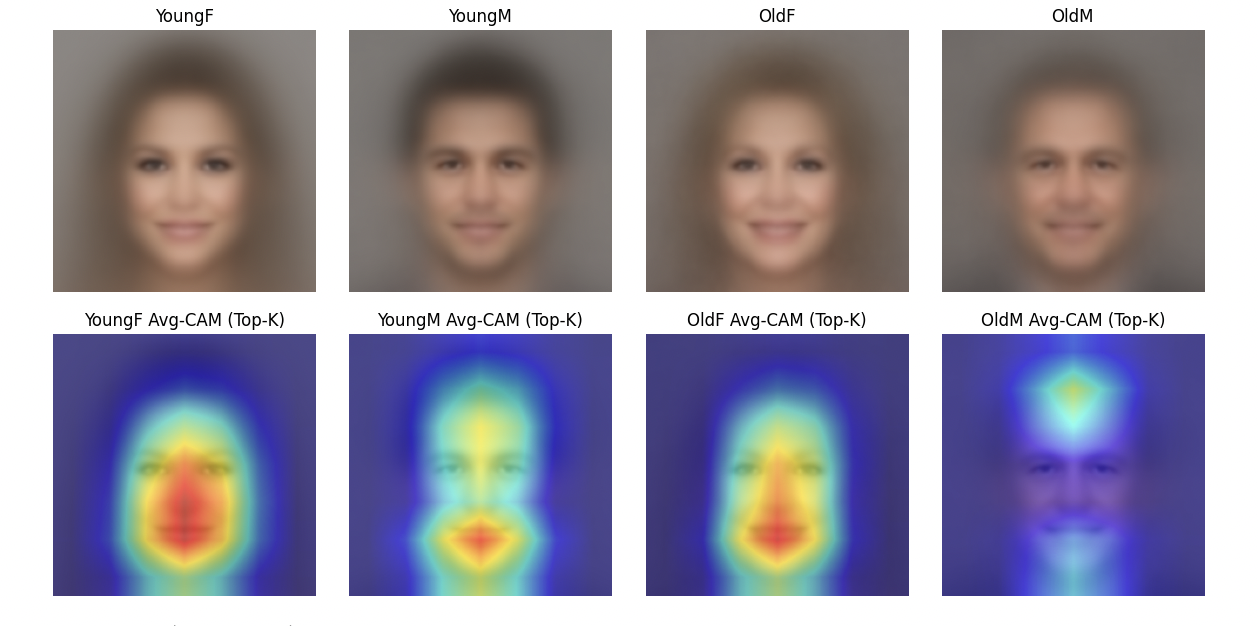 YoungF
YoungM
OldF
OldM
YoungF Avg-CAM (Top-K)
YoungM Avg-CAM (Top-K)
OldF Avg-CAM (Top-K)
OldM Avg-CAM (Top-K)